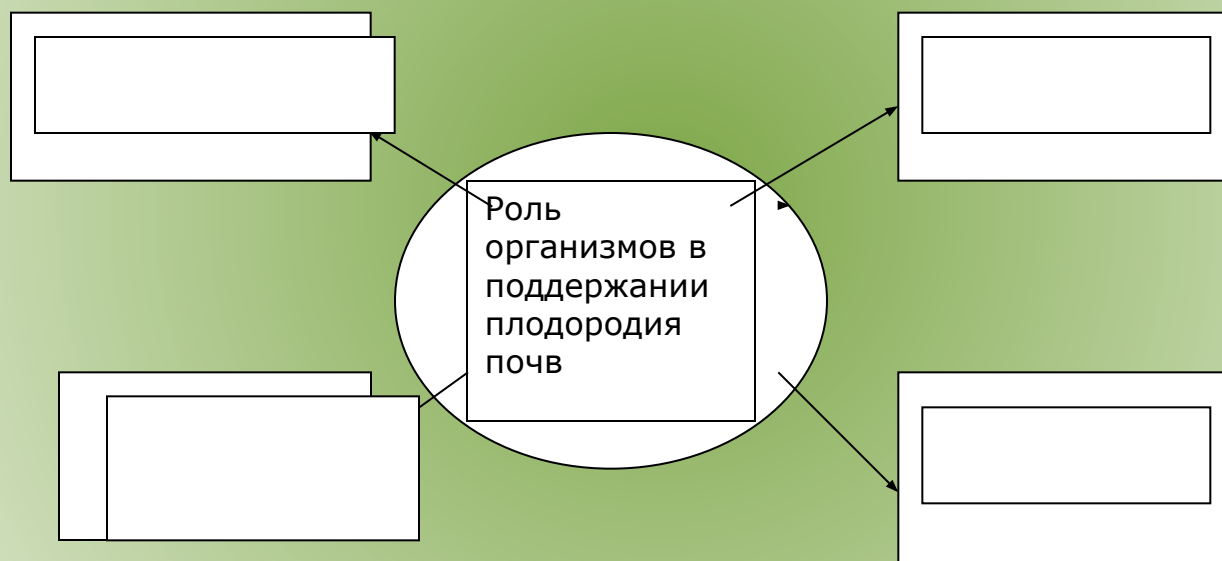 Роль
организмов в
поддержании
плодородия
почв